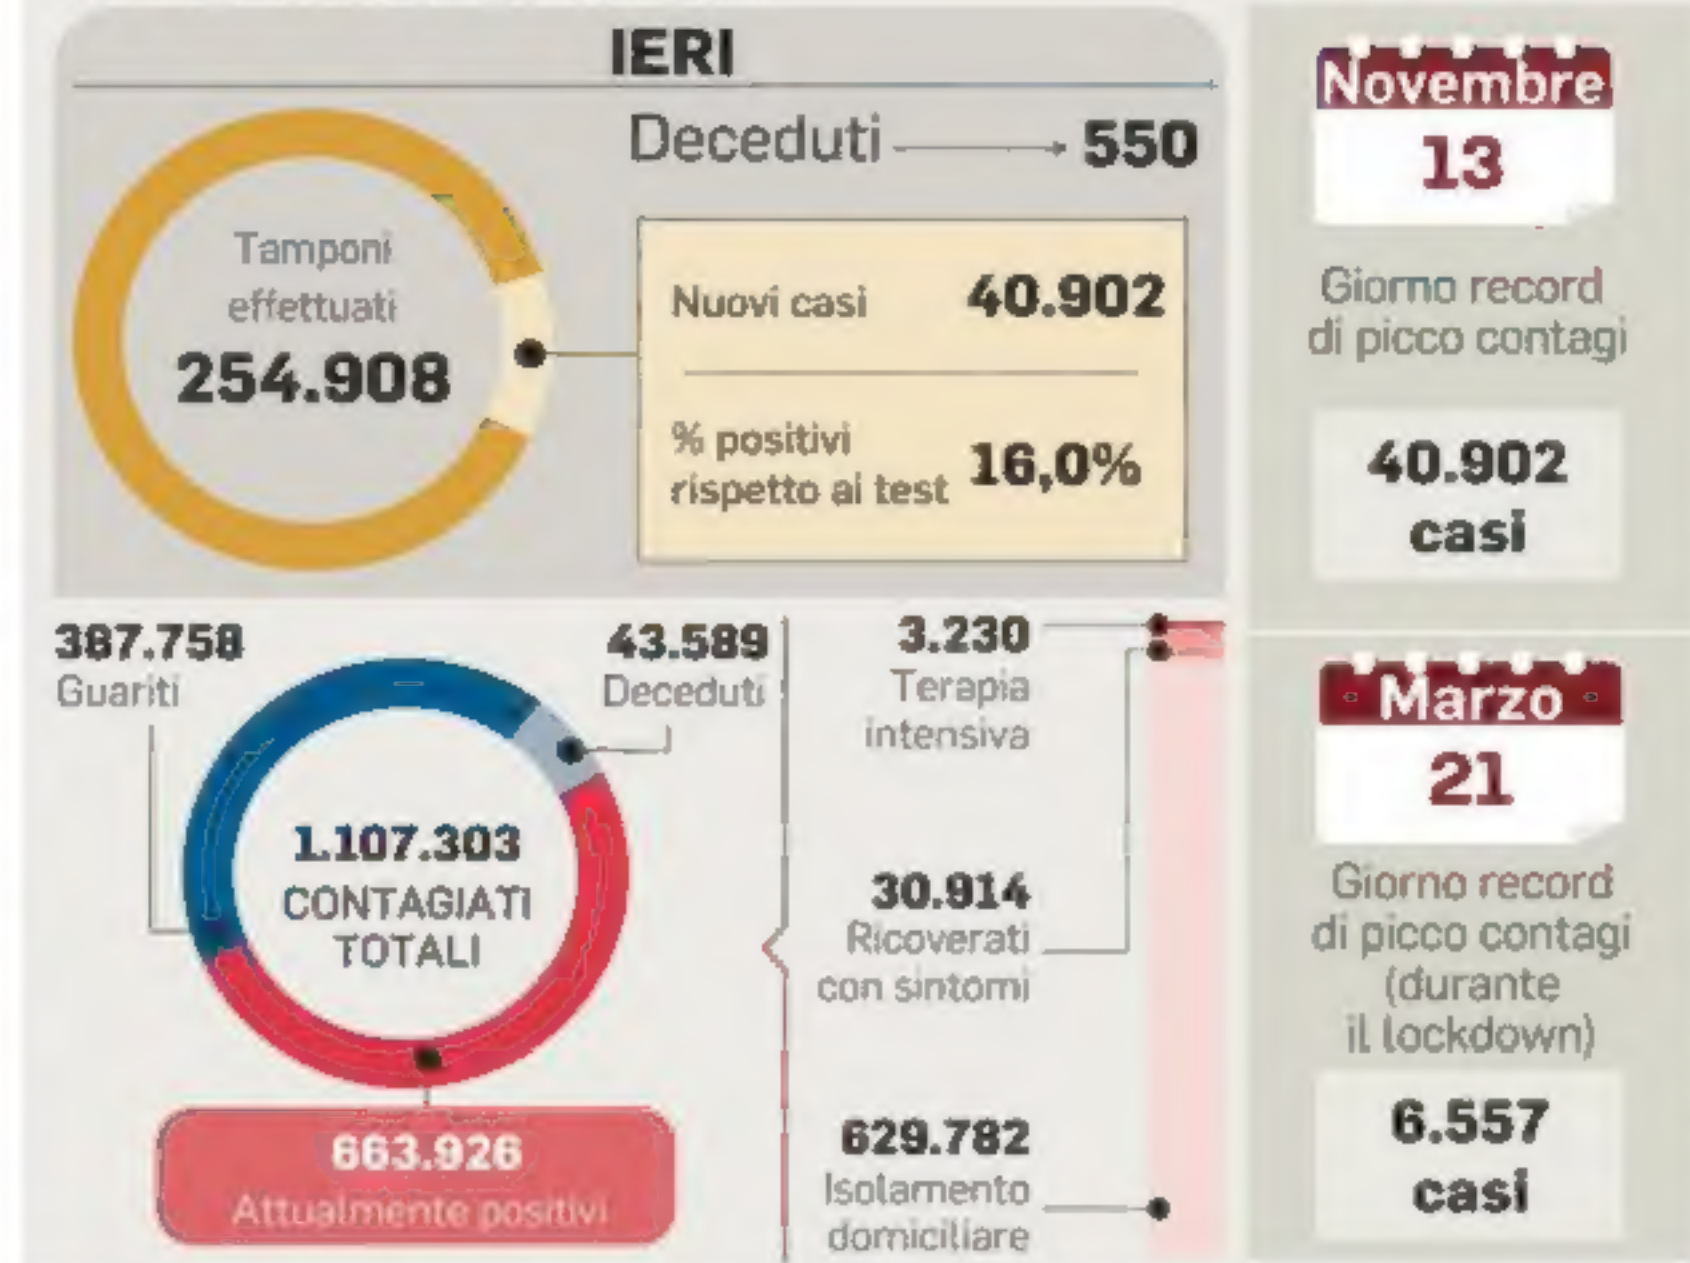 IERI
Deceduti 550
Tamponi
effettuati
254.908
Nuovi casi 40.902
% positivi
rispetto ai test 16,0%
387.758
Guariti
43.589
Deceduti
1.107.303
CONTAGIATI
TOTALI
663.926
Attualmente positivi
3.230
Terapia
intensiva
30.914
Ricoverati
con sintomi
629.782
Isolamento
domiciliare
Novembre
13
Giorno record
di picco contagi
40.902
casi
Marzo
21
Giorno record
di picco contagi
(durante
il lockdown)
6.557
casi